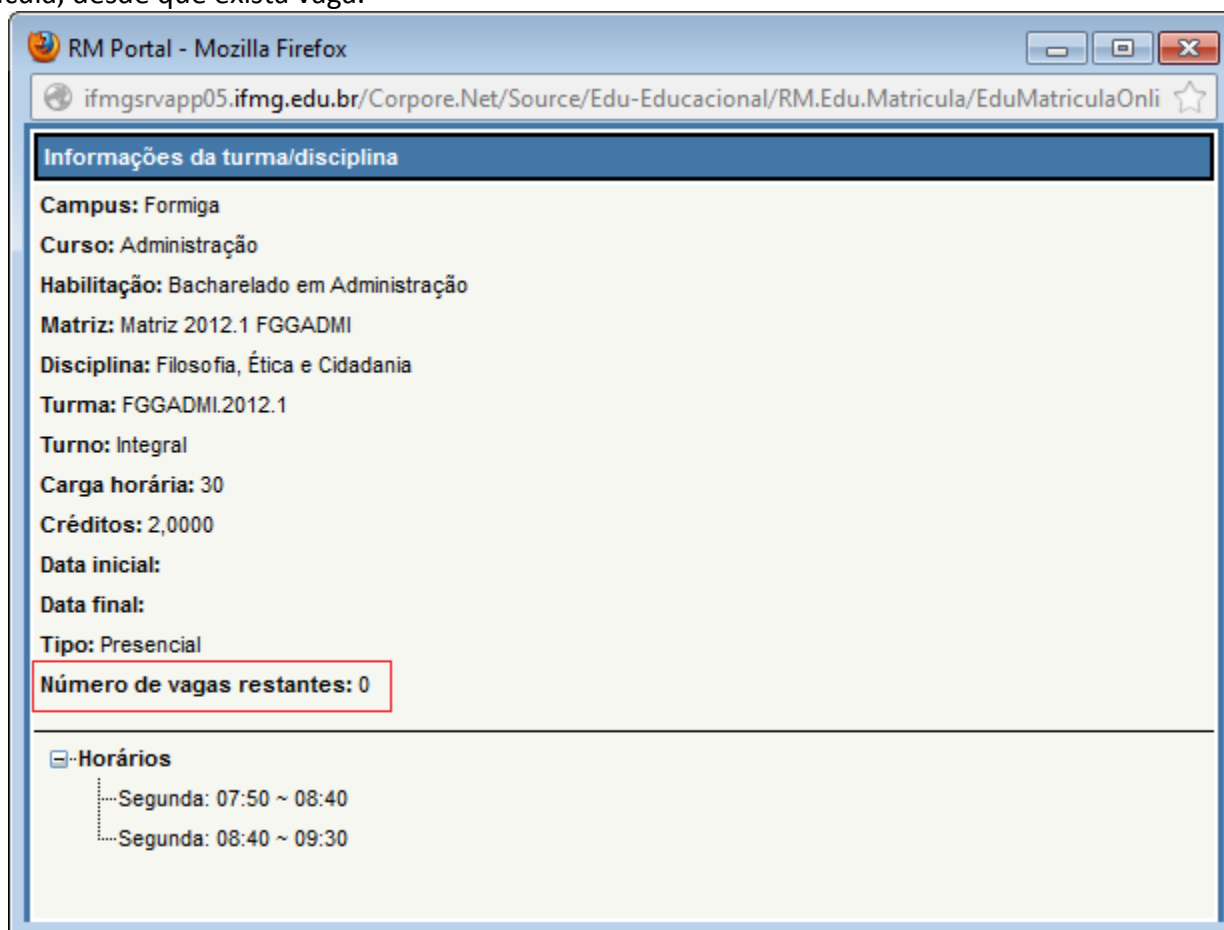 desde que exista vaga.
RM Portal - Mozilla Firefox
ifmgsrvapp05.ifmg.edu.br/Corpore.Net/Source/Edu-Educacional/RM.Edu.Matricula/EduMatriculaOnli
Informações da turma/disciplina
Campus: Formiga
Curso: Administração
Habilitação: Bacharelado em Administração
Matriz: Matriz 2012.1 FGGADMI
Disciplina: Filosofia, Ética e Cidadania
Turma: FGGADMI.2012.1
Turno: Integral
Carga horária: 30
Créditos: 2,0000
Data inicial:
Data final:
Tipo: Presencial
Número de vagas restantes: 0
Horários
Segunda: 07:50 ~ 08:40
Segunda: 08:40 ~ 09:30